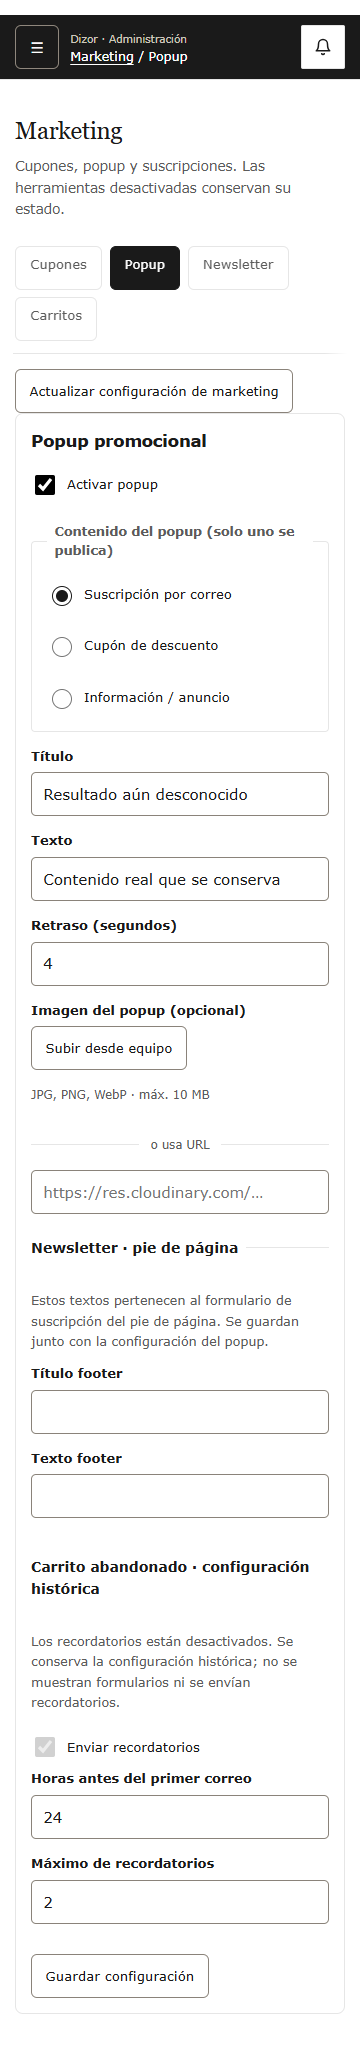 Dizor · Administración
Marketing / Popup
Marketing
Cupones, popup y suscripciones. Las
herramientas desactivadas conservan su
estado.
Cupones
Popup
Newsletter
Carritos
Actualizar configuración de marketing
Popup promocional
Activar popup
Contenido del popup (solo uno se
publica)
Suscripción por correo
Cupón de descuento
Información / anuncio
Título
Resultado aún desconocido
Texto
Contenido real que se conserva
Retraso (segundos)
4
Imagen del popup (opcional)
Subir desde equipo
JPG, PNG, WebP · máx. 10 MB
o usa URL
https://res.cloudinary.com/...
Newsletter · pie de página
Estos textos pertenecen al formulario de
suscripción del pie de página. Se guardan
junto con la configuración del popup.
Título footer
Texto footer
Carrito abandonado · configuración
histórica
Los recordatorios están desactivados. Se
conserva la configuración histórica; no se
muestran formularios ni se envían
recordatorios.
Enviar recordatorios
Horas antes del primer correo
24
Máximo de recordatorios
2
Guardar configuración